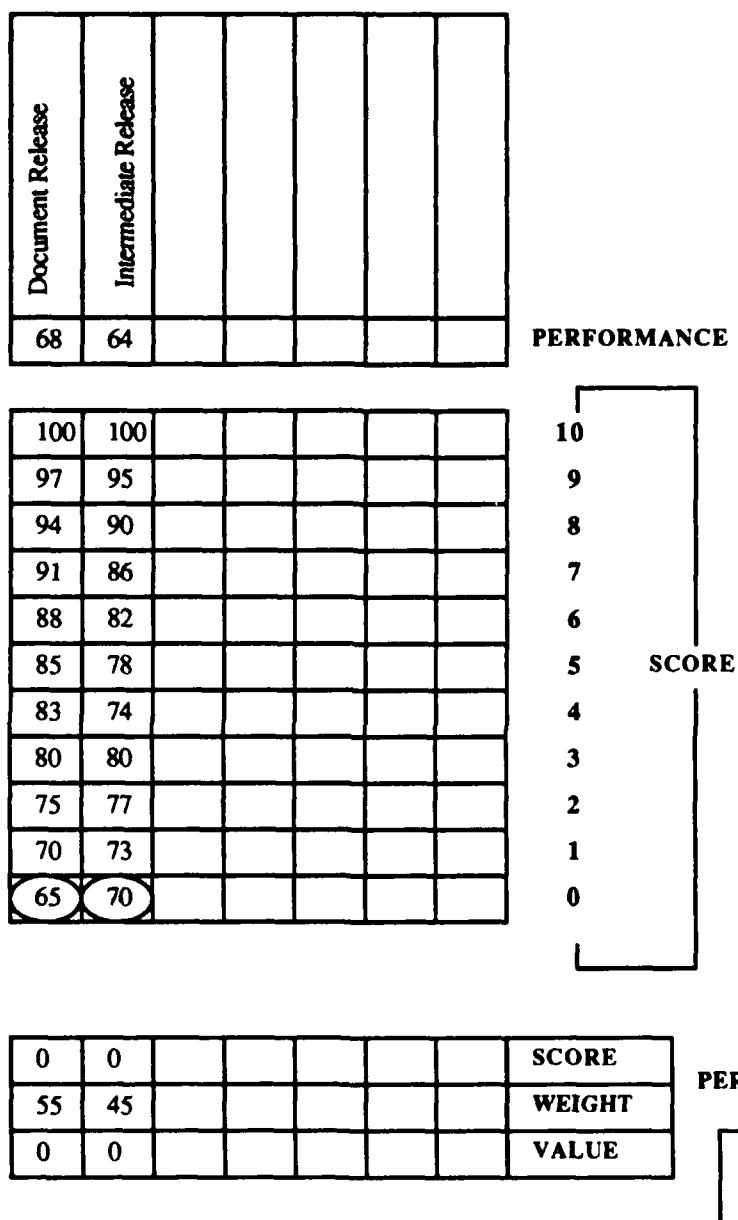 Document Release
Intermediate Release
68 64 PERFORMANCE
100 100 10
97 95 9
94 90 8
91 86 7
88 82 6
85 78 5 SCORE
83 74 4
80 80 3
75 77 2
70 73 1
65 70 0
0 0 SCORE
55 45 WEIGHT PER
0 0 VALUE